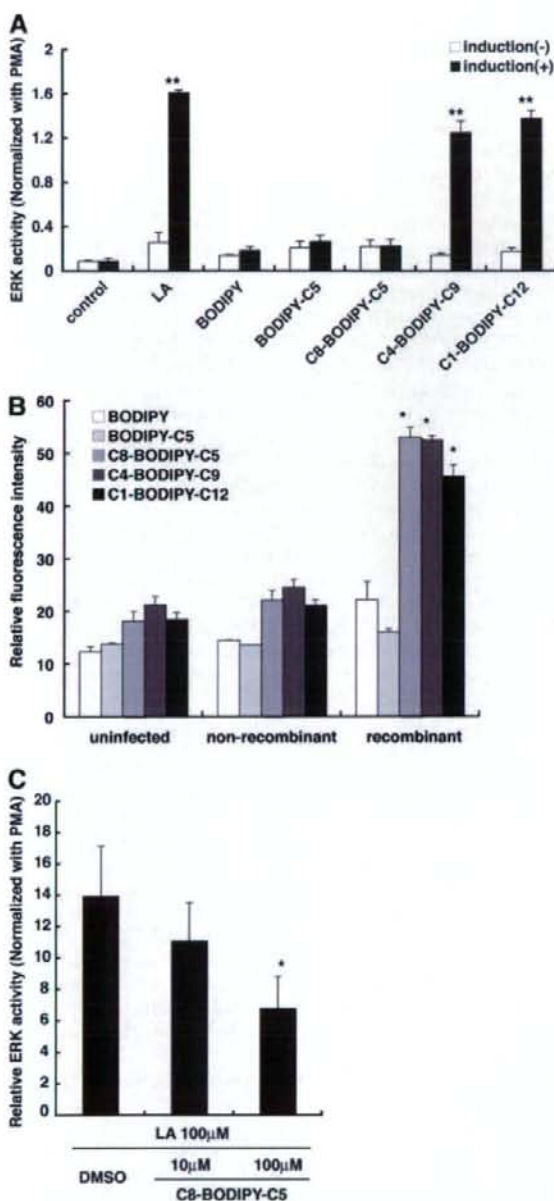 A
induction(-)
induction(+)
ERK activity (Normalized with PMA)
2
1.6
1.2
0.8
0.4
0
**
**
**
control
LA
BODIPY
BODIPY-C5
C8-BODIPY-C5
C4-BODIPY-C9
C1-BODIPY-C12
B
BODIPY
BODIPY-C5
C8-BODIPY-C5
C4-BODIPY-C9
C1-BODIPY-C12
Relative fluorescence intensity
60
50
40
30
20
10
0
* * *
uninfected non-recombinant recombinant
C
Relative ERK activity (Normalized with PMA)
20
18
16
14
12
10
8
6
4
2
0
*
LA 100μM
DMSO 10μM 100μM
C8-BODIPY-C5